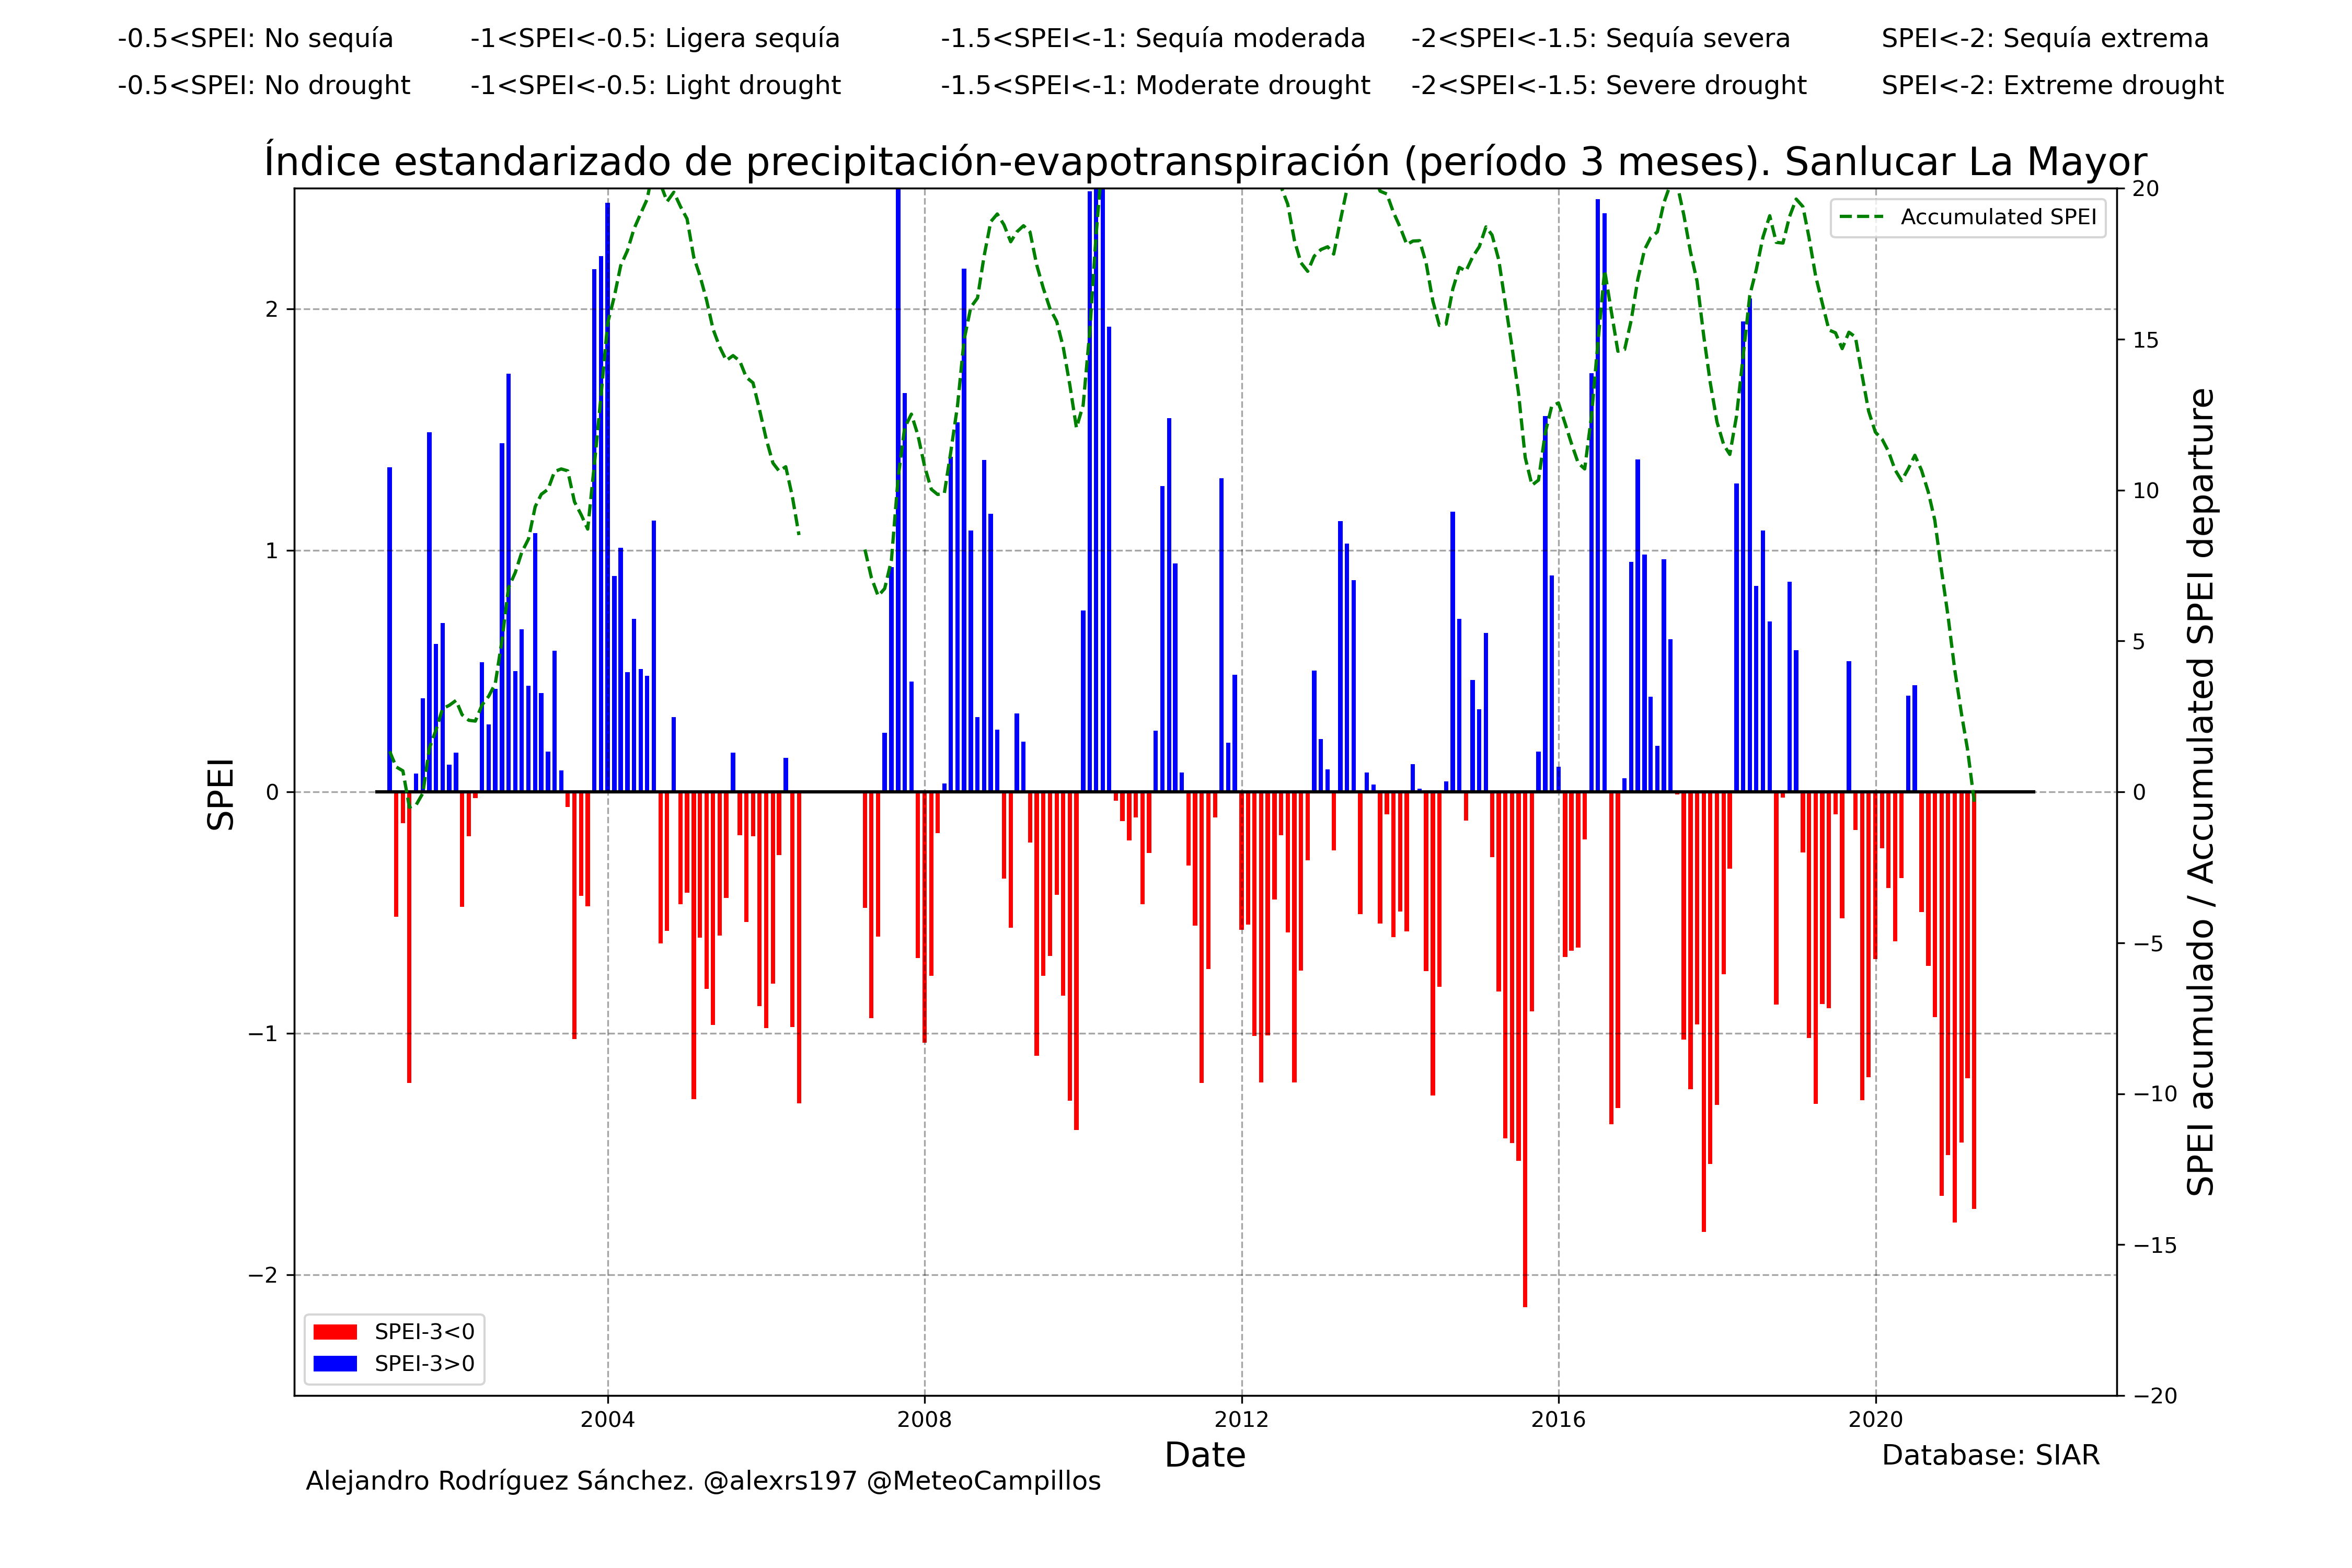 -0.5<SPEI: No sequía
-1<SPEI<-0.5: Ligera sequía
-1.5<SPEI<-1: Sequía moderada
-2<SPEI<-1.5: Sequía severa
SPEI<-2: Sequía extrema
-0.5<SPEI: No drought
-1<SPEI<-0.5: Light drought
-1.5<SPEI<-1: Moderate drought
-2<SPEI<-1.5: Severe drought
SPEI<-2: Extreme drought
Índice estandarizado de precipitación-evapotranspiración (período 3 meses). Sanlucar La Mayor
Accumulated SPEI
SPEI
2
1
0
−1
−2
20
15
10
5
0
−5
−10
−15
−20
SPEI acumulado / Accumulated SPEI departure
SPEI-3<0
SPEI-3>0
2004
2008
2012
2016
2020
Date
Database: SIAR
Alejandro Rodríguez Sánchez. @alexrs197 @MeteoCampillos